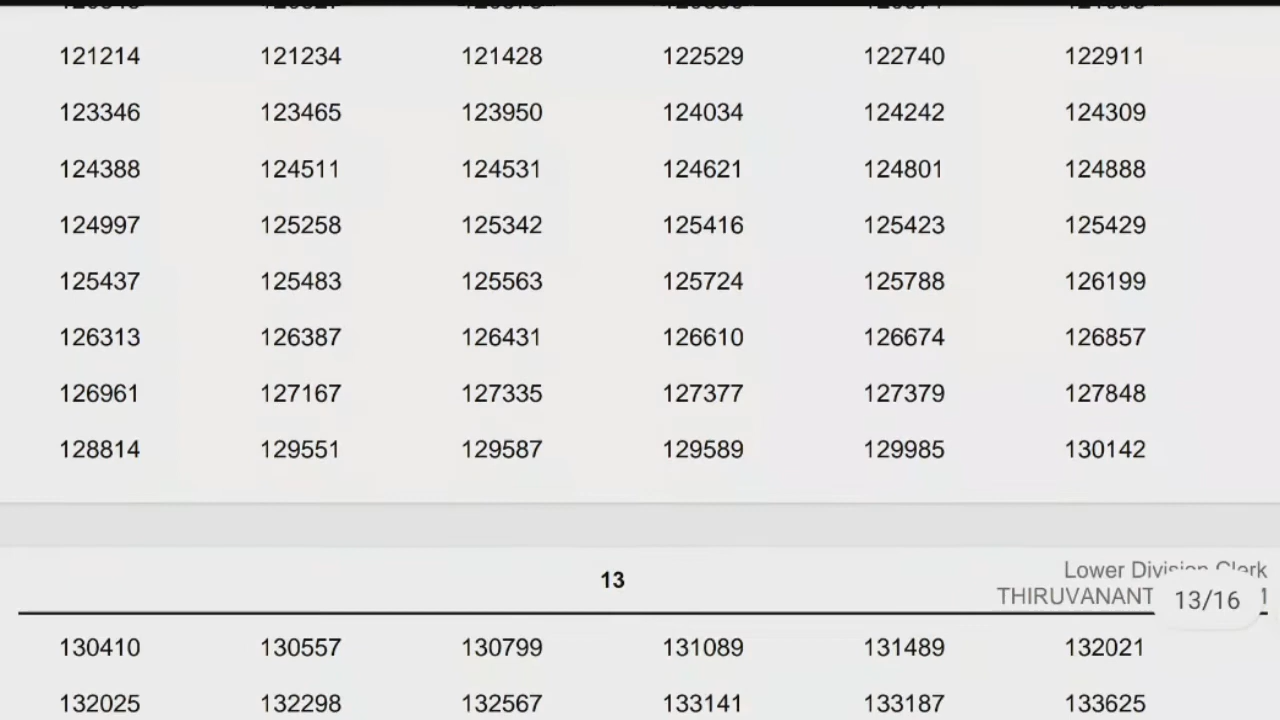 121214 121234 121428 122529 122740 122911
123346 123465 123950 124034 124242 124309
124388 124511 124531 124621 124801 124888
124997 125258 125342 125416 125423 125429
125437 125483 125563 125724 125788 126199
126313 126387 126431 126610 126674 126857
126961 127167 127335 127377 127379 127848
128814 129551 129587 129589 129985 130142
Lower Division Clerk
13
THIRUVANANT 13/16
130410 130557 130799 131089 131489 132021
132025 132298 132567 133141 133187 133625